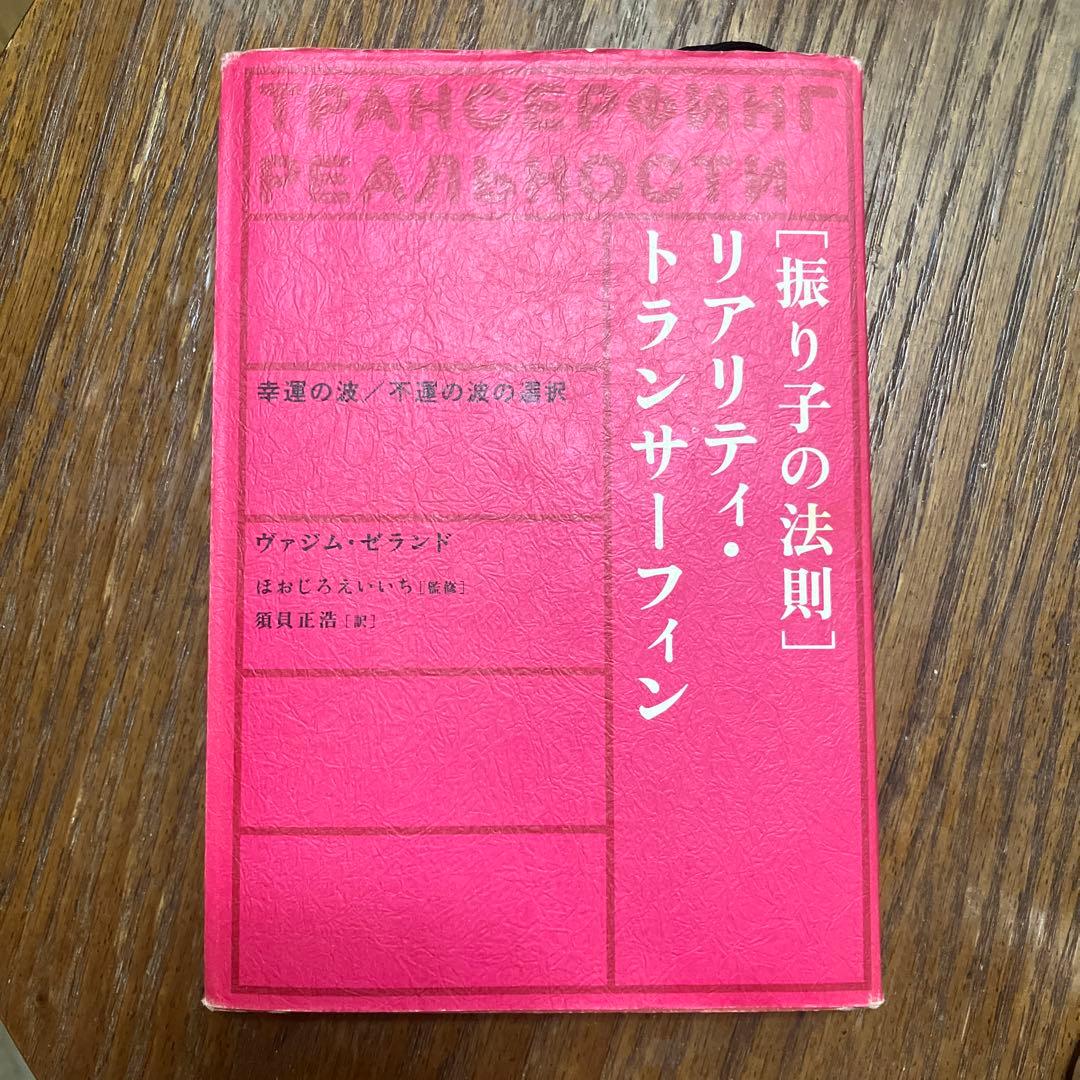 ТРАНСЕРФИНГ
РЕАЛЬНОСТИ
［振り子の法則］
リアリティ・
トランサーフィン
幸運の波／不運の波の選択
ヴァジム・ゼランド
ほおじろえいいち［監修］
須貝正浩［訳］